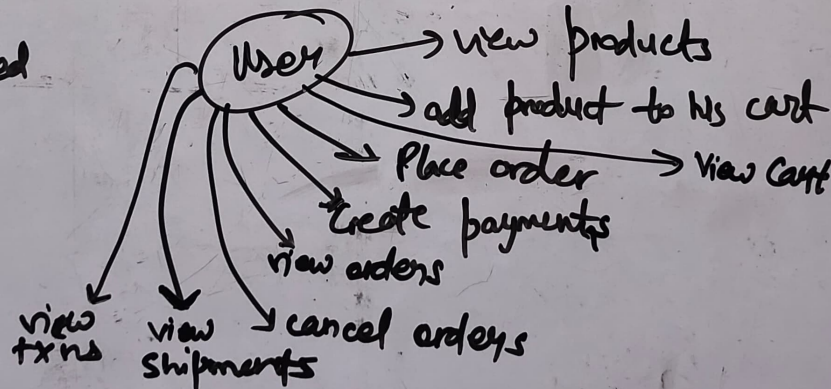 ed
User
view products
add product to his cart
View Cart
Place order
Create payments
view orders
cancel orders
view
shipments
view
txns